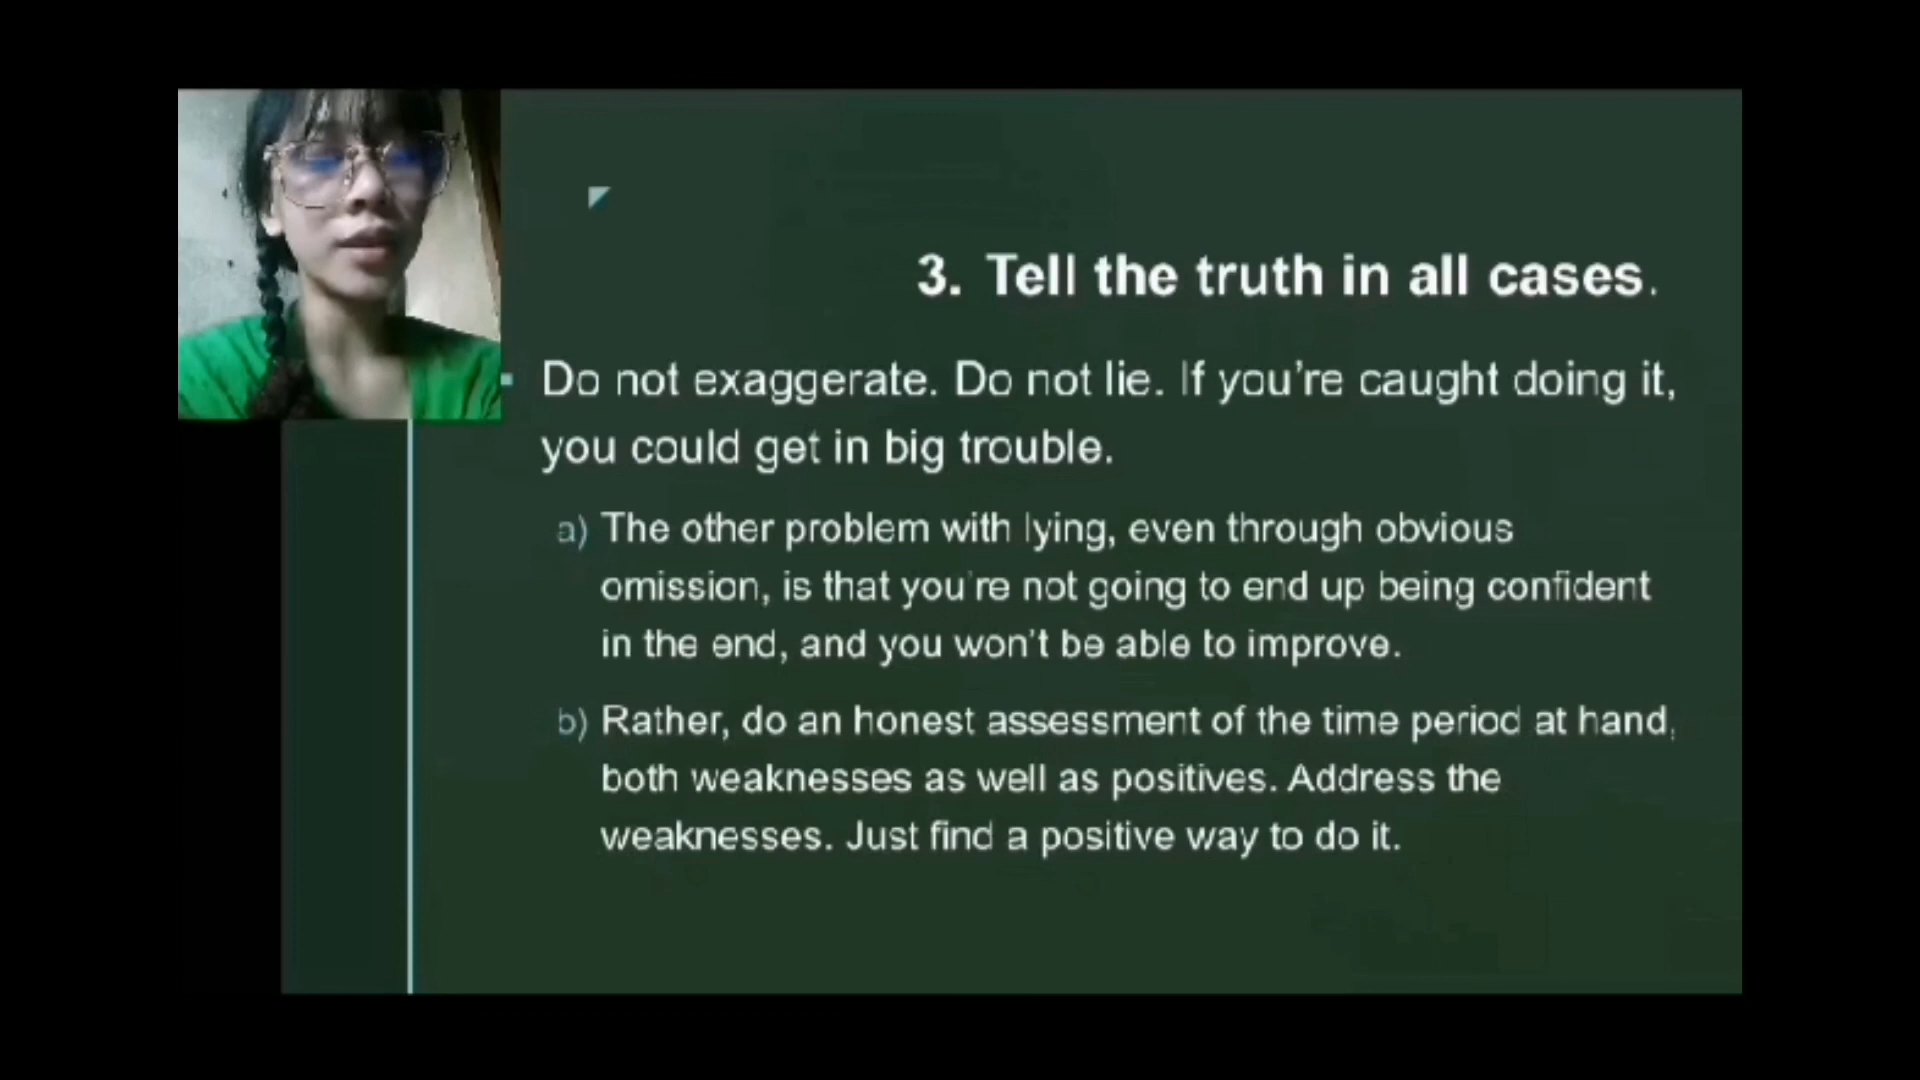 3. Tell the truth in all cases.
Do not exaggerate. Do not lie. If you’re caught doing it,
you could get in big trouble.
a) The other problem with lying, even through obvious
omission, is that you’re not going to end up being confident
in the end, and you won’t be able to improve.
b) Rather, do an honest assessment of the time period at hand,
both weaknesses as well as positives. Address the
weaknesses. Just find a positive way to do it.